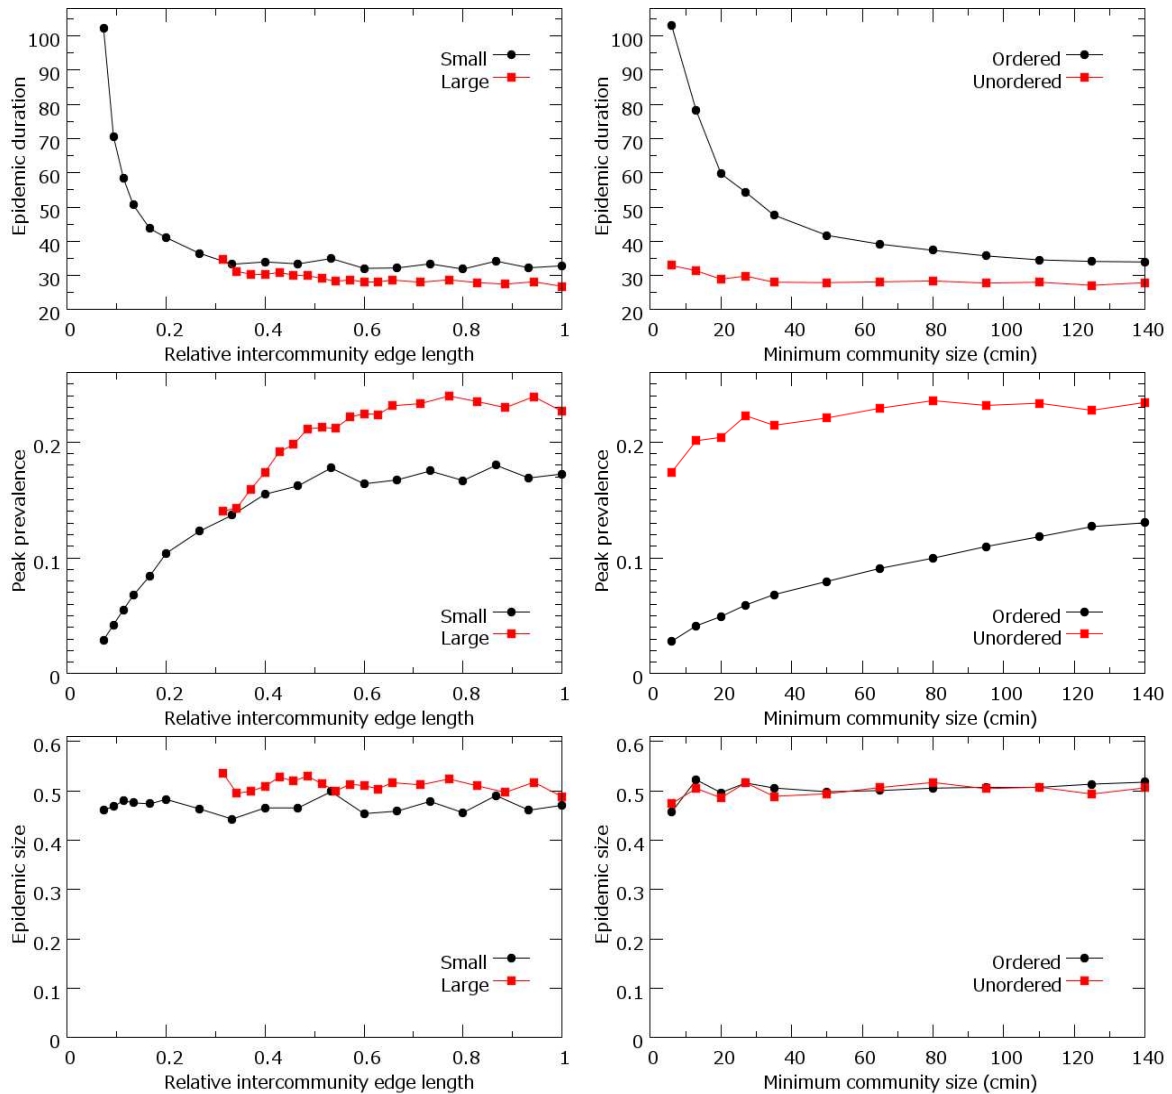 Epidemic duration
100
90
80
70
60
50
40
30
20
Small
Large
0 0.2 0.4 0.6 0.8 1
Relative intercommunity edge length
Epidemic duration
100
90
80
70
60
50
40
30
20
Ordered
Unordered
0 20 40 60 80 100 120 140
Minimum community size (cmin)
Peak prevalence
0.2
0.1
0
Small
Large
0 0.2 0.4 0.6 0.8 1
Relative intercommunity edge length
Peak prevalence
0.2
0.1
0
Ordered
Unordered
0 20 40 60 80 100 120 140
Minimum community size (cmin)
Epidemic size
0.6
0.5
0.4
0.3
0.2
0.1
0
Small
Large
0 0.2 0.4 0.6 0.8 1
Relative intercommunity edge length
Epidemic size
0.6
0.5
0.4
0.3
0.2
0.1
0
Ordered
Unordered
0 20 40 60 80 100 120 140
Minimum community size (cmin)